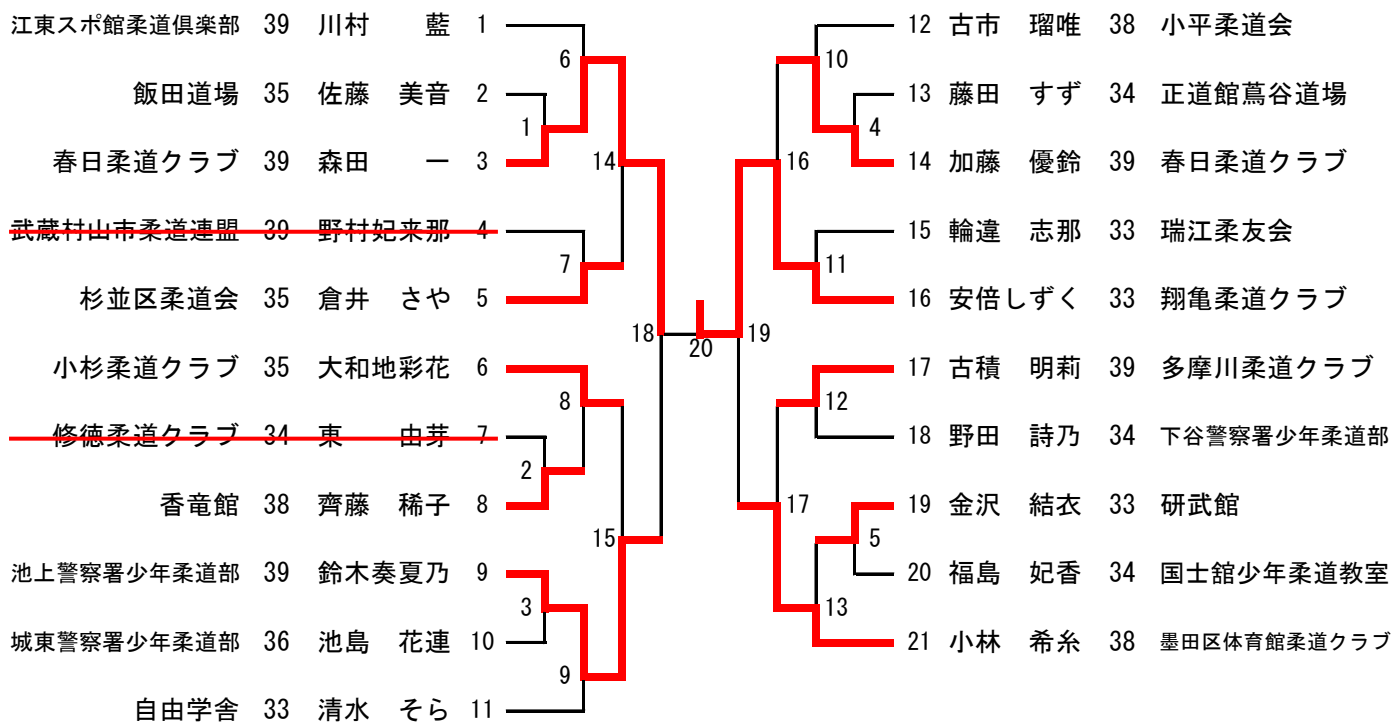 江東スポ館柔道倶楽部 39 川村 藍 1
飯田道場 35 佐藤 美音 2
春日柔道クラブ 39 森田 一 3
武蔵村山市柔道連盟 39 野村妃来那 4
杉並区柔道会 35 倉井 さや 5
小杉柔道クラブ 35 大和地彩花 6
修徳柔道クラブ 34 東 由芽 7
香竜館 38 齊藤 稀子 8
池上警察署少年柔道部 39 鈴木奏夏乃 9
城東警察署少年柔道部 36 池島 花連 10
自由学舎 33 清水 そら 11
6
1
14
7
18
8
2
15
3
9
20
10
4
16
11
19
12
17
5
13
12 古市 瑠唯 38 小平柔道会
13 藤田 すず 34 正道館蔦谷道場
14 加藤 優鈴 39 春日柔道クラブ
15 輪違 志那 33 瑞江柔友会
16 安倍しずく 33 翔亀柔道クラブ
17 古積 明莉 39 多摩川柔道クラブ
18 野田 詩乃 34 下谷警察署少年柔道部
19 金沢 結衣 33 研武館
20 福島 妃香 34 国士舘少年柔道教室
21 小林 希糸 38 墨田区体育館柔道クラブ